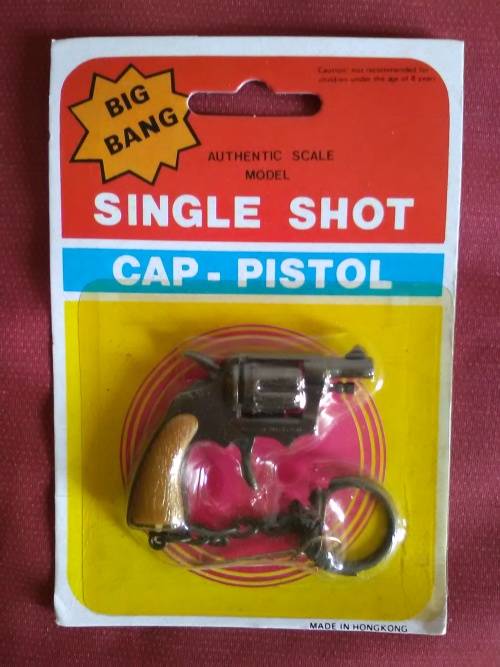 BIG
BANG
Caution: not recommended for
children under the age of 8 years
AUTHENTIC SCALE
MODEL
SINGLE SHOT
CAP - PISTOL
MADE IN HONGKONG